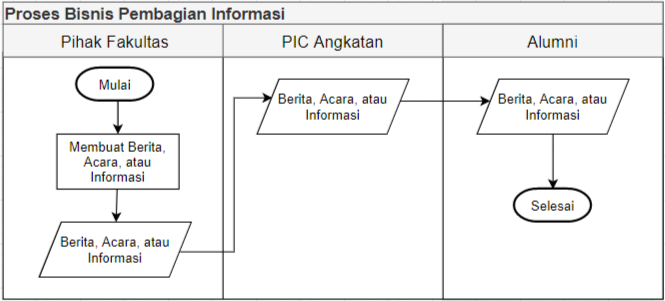 Proses Bisnis Pembagian Informasi
Pihak Fakultas
PIC Angkatan
Alumni
Mulai
Membuat Berita,
Acara, atau
Informasi
Berita, Acara, atau
Informasi
Berita, Acara, atau
Informasi
Berita, Acara, atau
Informasi
Selesai